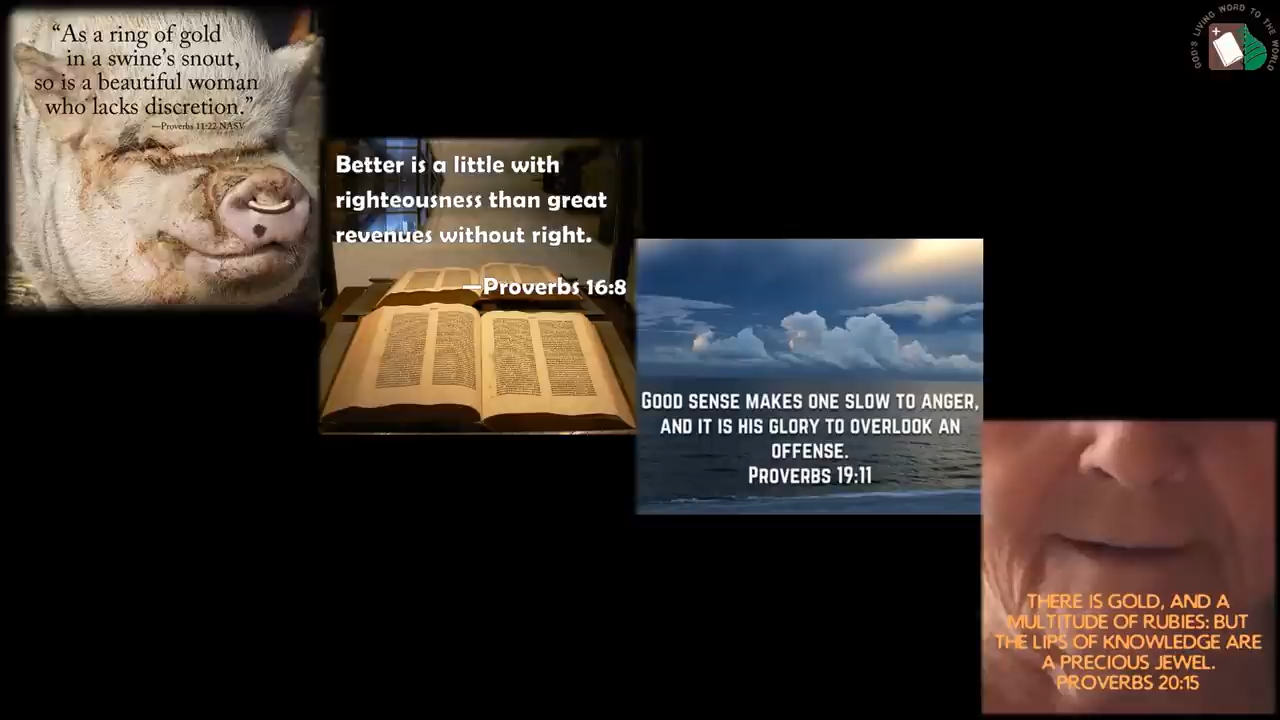 “As a ring of gold
in a swine’s snout,
so is a beautiful woman
who lacks discretion.”
—Proverbs 11:22 NASV
Better is a little with
righteousness than great
revenues without right.
—Proverbs 16:8
GOOD SENSE MAKES ONE SLOW TO ANGER,
AND IT IS HIS GLORY TO OVERLOOK AN
OFFENSE.
PROVERBS 19:11
THERE IS GOLD, AND A
MULTITUDE OF RUBIES: BUT
THE LIPS OF KNOWLEDGE ARE
A PRECIOUS JEWEL.
PROVERBS 20:15
GOD'S LIVING WORD TO THE WORLD